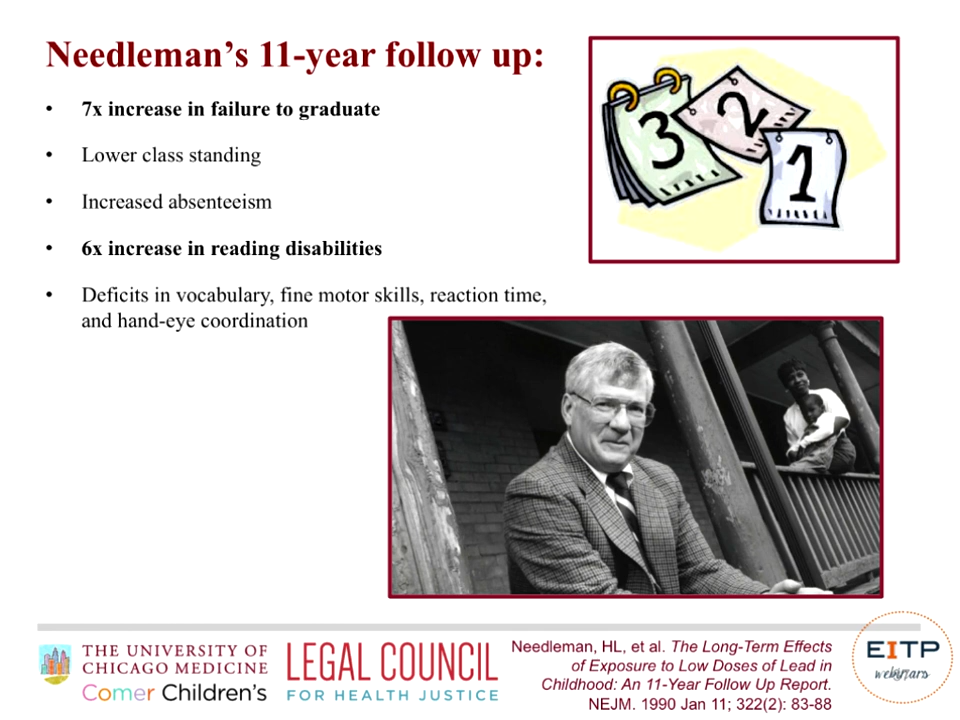 Needleman's 11-year follow up:
• 7x increase in failure to graduate
• Lower class standing
• Increased absenteeism
• 6x increase in reading disabilities
• Deficits in vocabulary, fine motor skills, reaction time,
and hand-eye coordination
3
2
1
THE UNIVERSITY OF
CHICAGO MEDICINE
Comer Children's
LEGAL COUNCIL
FOR HEALTH JUSTICE
Needleman, HL, et al. The Long-Term Effects
of Exposure to Low Doses of Lead in
Childhood: An 11-Year Follow Up Report.
NEJM. 1990 Jan 11; 322(2): 83-88
EITP
webinars